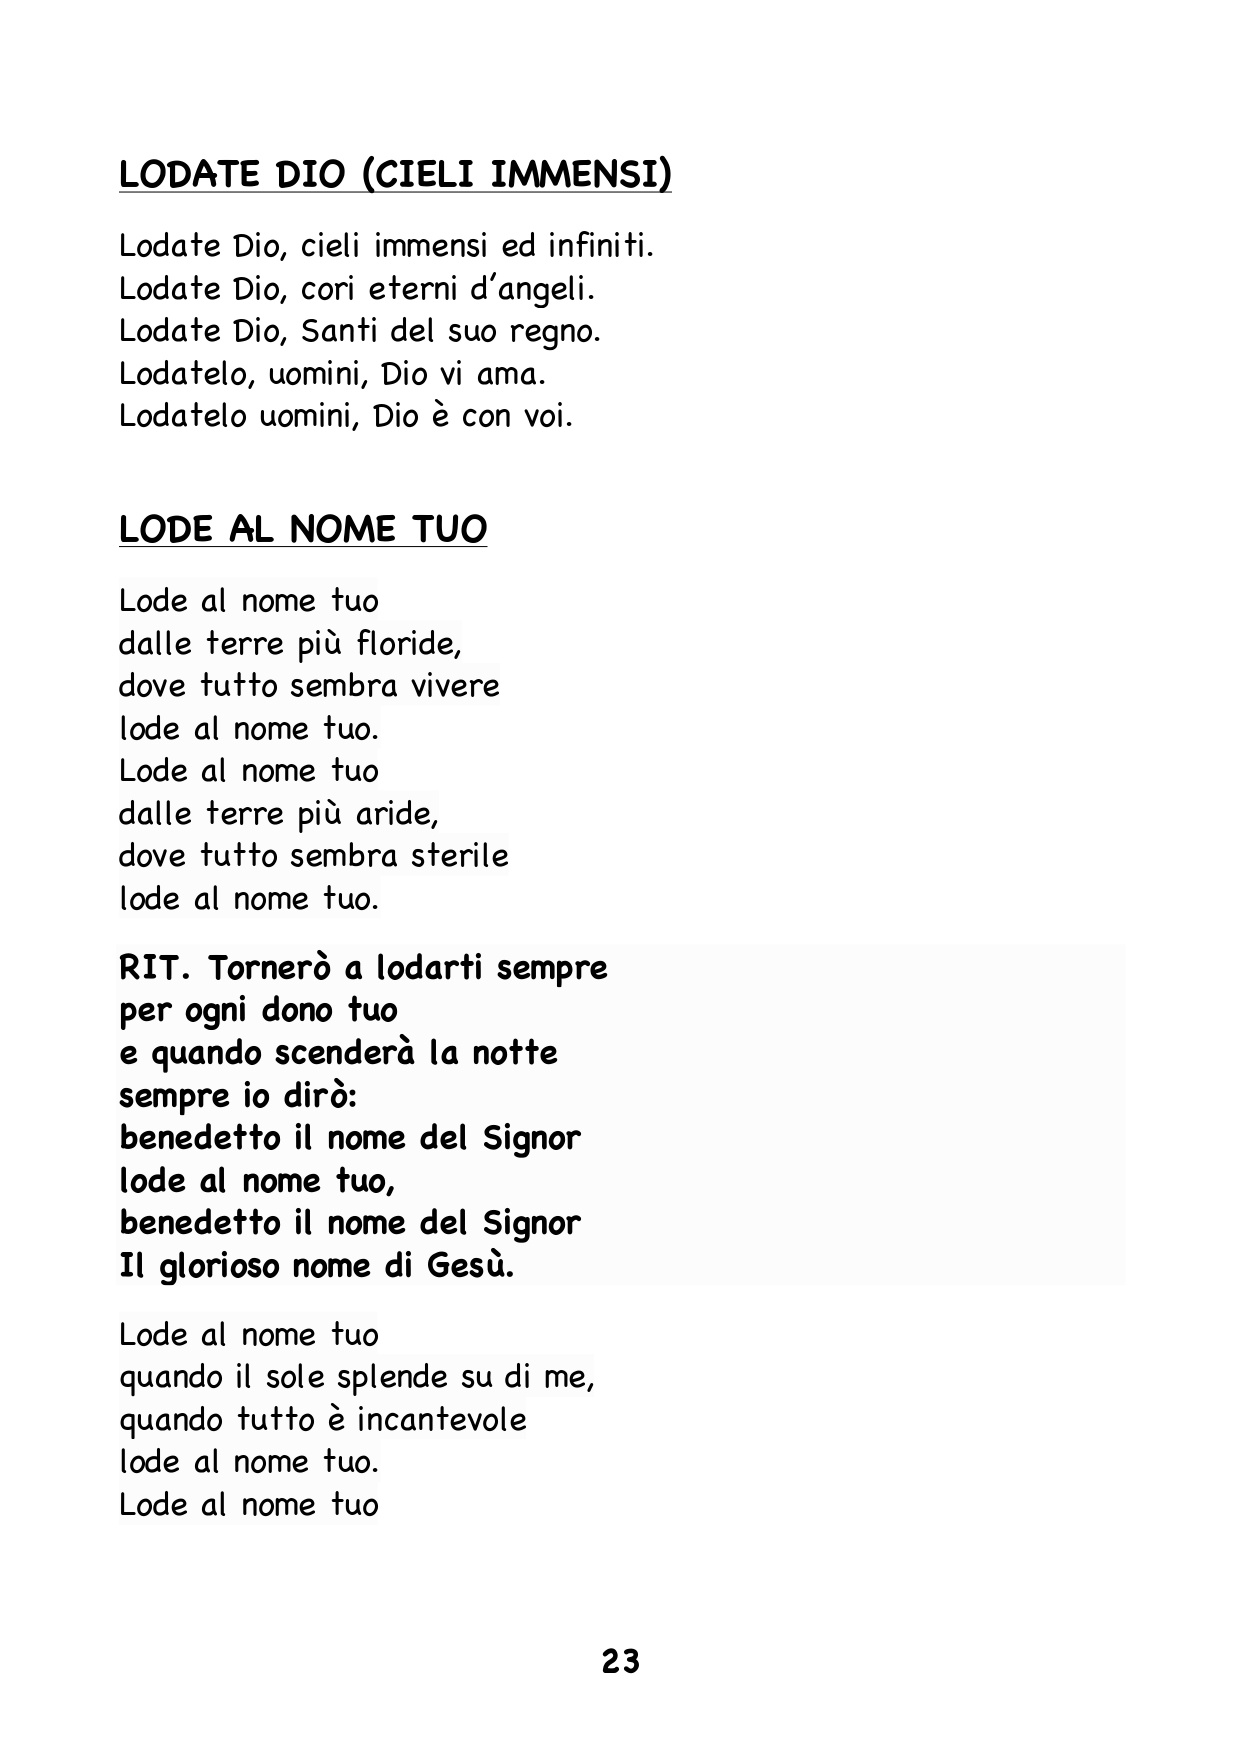 LODATE DIO (CIELI IMMENSI)
Lodate Dio, cieli immensi ed infiniti.
Lodate Dio, cori eterni d’angeli.
Lodate Dio, Santi del suo regno.
Lodatelo, uomini, Dio vi ama.
Lodatelo uomini, Dio è con voi.
LODE AL NOME TUO
Lode al nome tuo
dalle terre più floride,
dove tutto sembra vivere
lode al nome tuo.
Lode al nome tuo
dalle terre più aride,
dove tutto sembra sterile
lode al nome tuo.
RIT. Tornerò a lodarti sempre
per ogni dono tuo
e quando scenderà la notte
sempre io dirò:
benedetto il nome del Signor
lode al nome tuo,
benedetto il nome del Signor
Il glorioso nome di Gesù.
Lode al nome tuo
quando il sole splende su di me,
quando tutto è incantevole
lode al nome tuo.
Lode al nome tuo
23